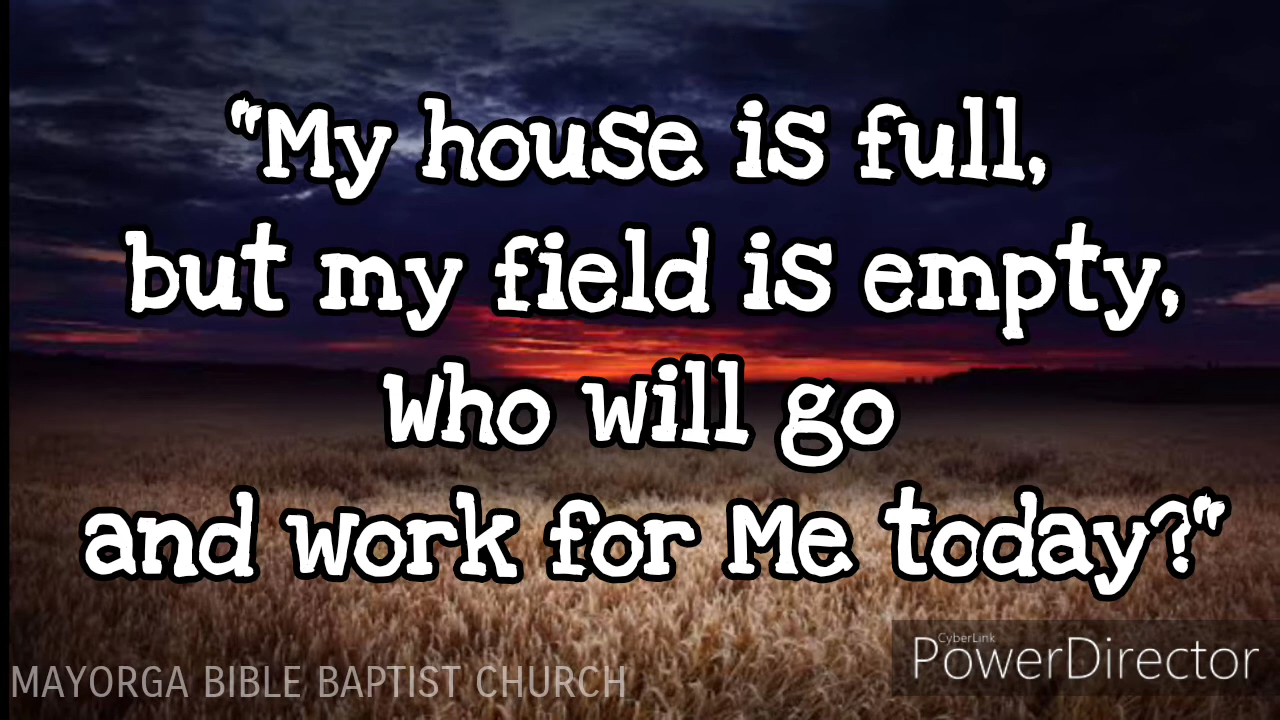 "My house is full,
but my field is empty,
Who will go
and work for Me today?"
CyberLink
PowerDirector
MAYORGA BIBLE BAPTIST CHURCH